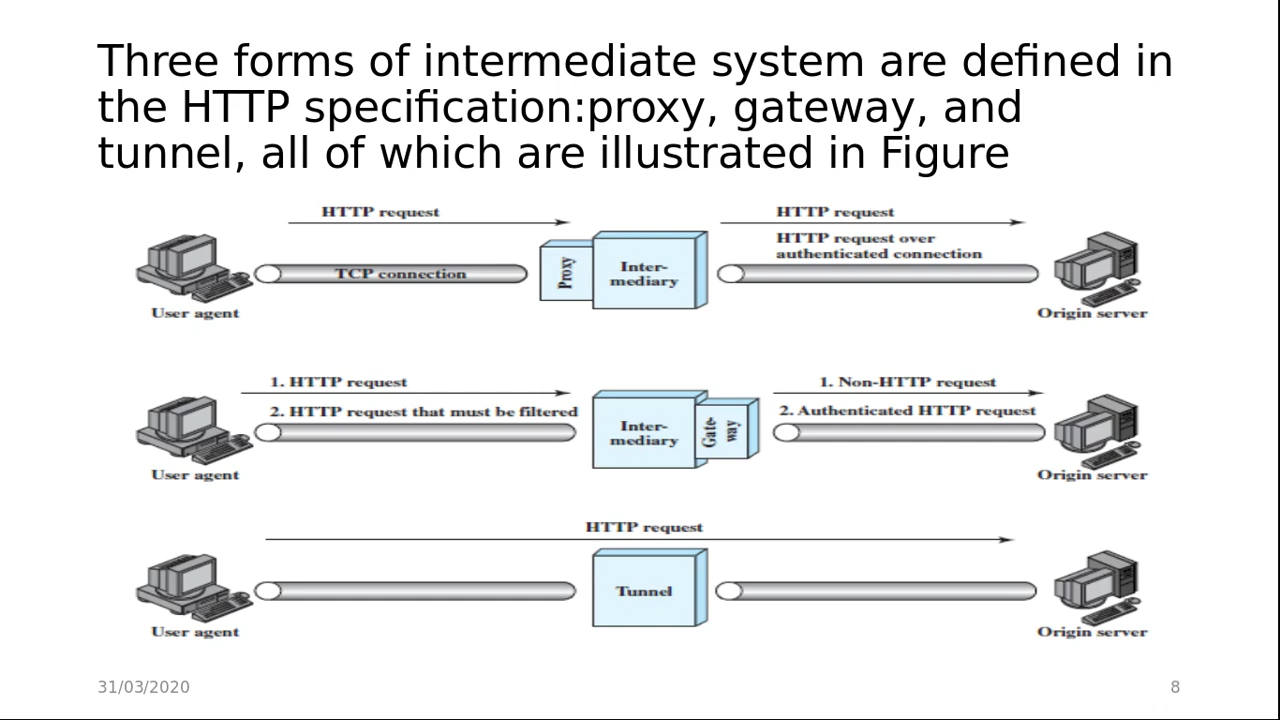 Three forms of intermediate system are defined in
the HTTP specification:proxy, gateway, and
tunnel, all of which are illustrated in Figure
HTTP request
HTTP request
HTTP request over
authenticated connection
TCP connection
Proxy
Inter-
mediary
User agent
Origin server
1. HTTP request
1. Non-HTTP request
2. HTTP request that must be filtered
2. Authenticated HTTP request
Inter-
mediary
Gate-
way
User agent
Origin server
HTTP request
Tunnel
User agent
Origin server
31/03/2020
8